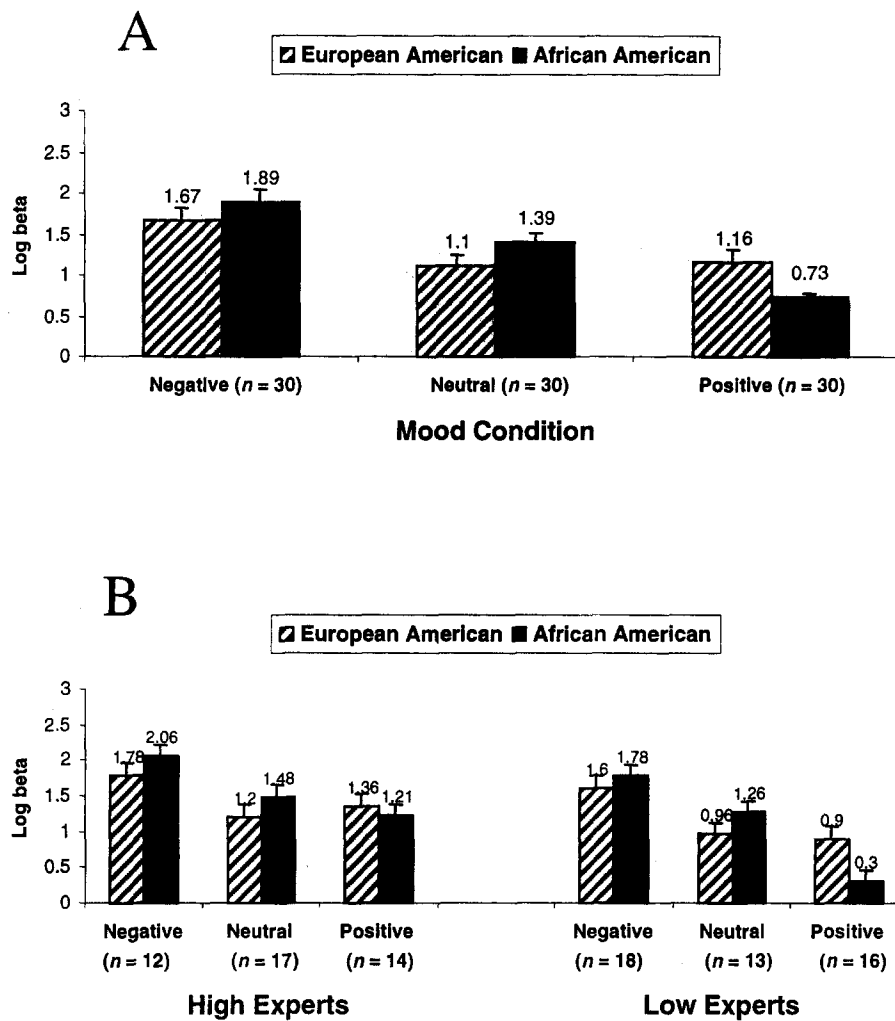 A
European American African American
3
2.5
2
1.5
1
0.5
0
Log beta
1.67 1.89
1.1 1.39
1.16 0.73
Negative (n = 30) Neutral (n = 30) Positive (n = 30)
Mood Condition
B
European American African American
3
2.5
2
1.5
1
0.5
0
Log beta
1.78 2.06
1.2 1.48
1.36 1.21
1.6 1.78
0.96 1.26
0.9 0.3
Negative Neutral Positive Negative Neutral Positive
(n = 12) (n = 17) (n = 14) (n = 18) (n = 13) (n = 16)
High Experts Low Experts